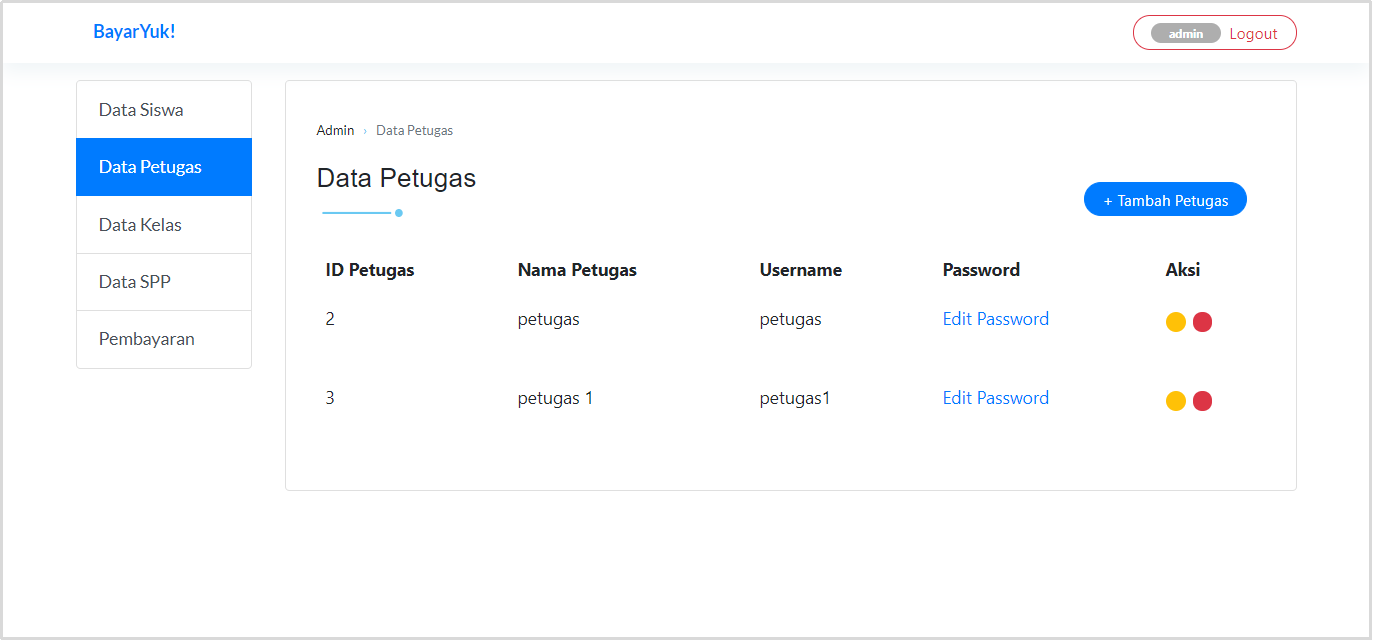 BayarYuk!
admin Logout
Data Siswa
Data Petugas
Data Kelas
Data SPP
Pembayaran
Admin › Data Petugas
Data Petugas
+ Tambah Petugas
ID Petugas Nama Petugas Username Password Aksi
2 petugas petugas Edit Password
3 petugas 1 petugas1 Edit Password